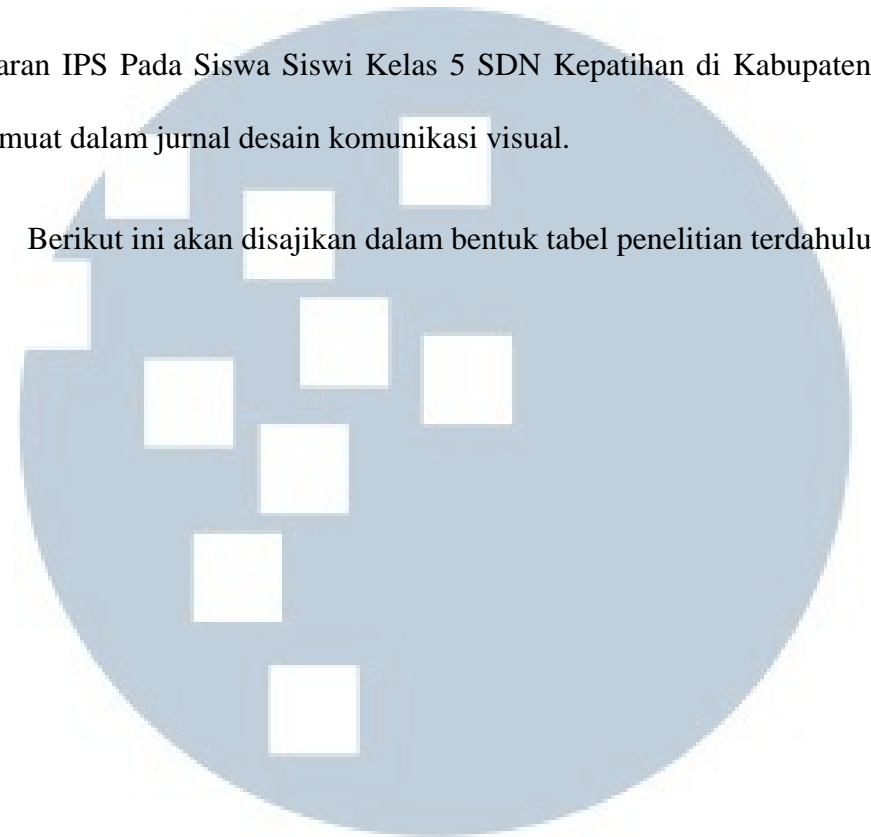 aran IPS Pada Siswa Siswi Kelas 5 SDN Kepatihan di Kabupaten
muat dalam jurnal desain komunikasi visual.
Berikut ini akan disajikan dalam bentuk tabel penelitian terdahulu